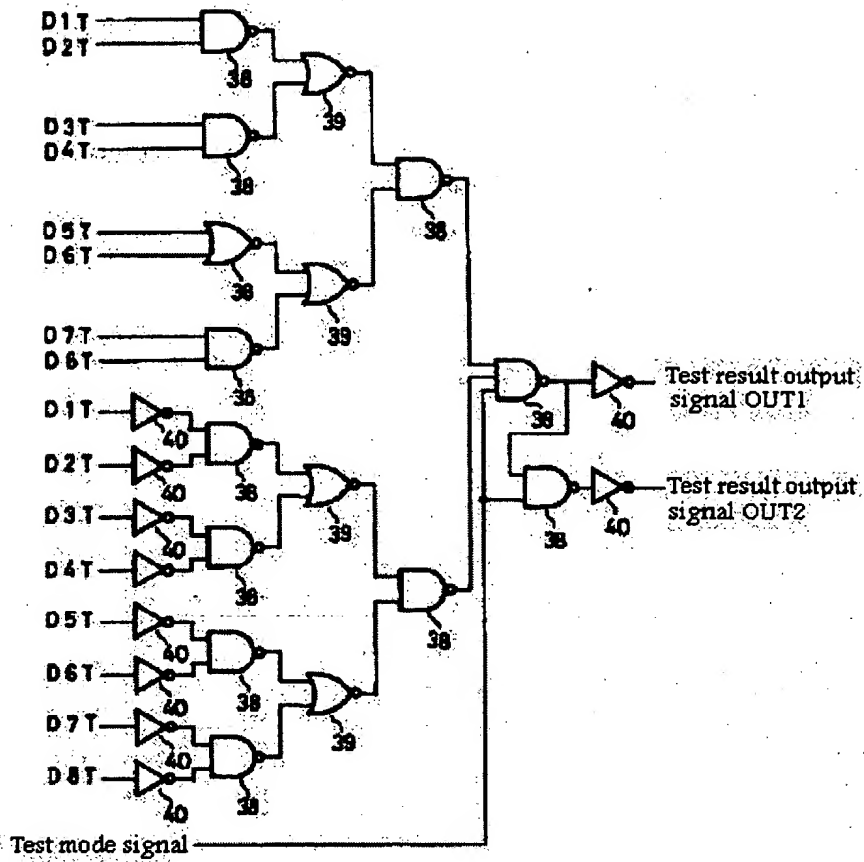 D1T
D2T
38
39
D3T
D4T
38
38
D5T
D6T
38
39
D7T
D6T
38
Test result output
signal OUT1
38
40
D1T
40
38
D2T
40
Test result output
signal OUT2
38
40
D3T
40
39
D4T
38
38
D5T
40
D6T
40
38
D7T
40
39
D8T
40
38
Test mode signal